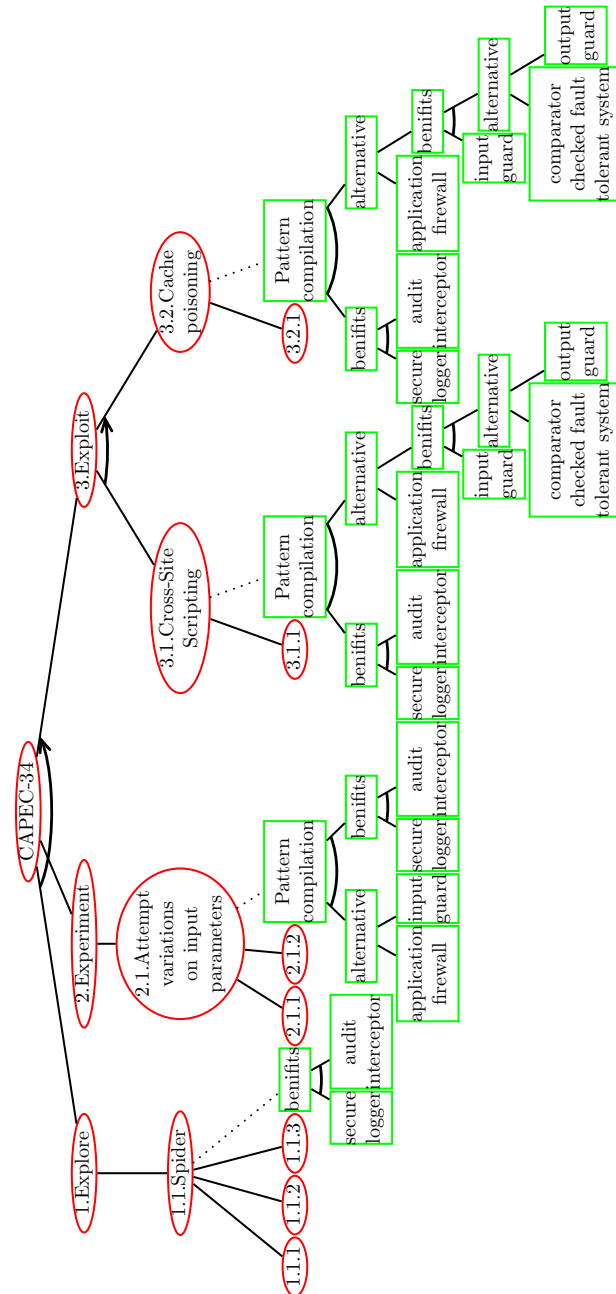 CAPEC-34
1.Explore
2.Experiment
3.Exploit
1.1.Spider
2.1.Attempt
variations
on input
parameters
3.1.Cross-Site
Scripting
3.2.Cache
poisoning
1.1.1
1.1.2
1.1.3
benifits
2.1.1
2.1.2
Pattern
compilation
3.1.1
Pattern
compilation
3.2.1
Pattern
compilation
secure
logger
audit
interceptor
alternative
benifits
benifits
alternative
benifits
alternative
application
firewall
input
guard
secure
logger
audit
interceptor
secure
logger
audit
interceptor
application
firewall
benifits
secure
logger
audit
interceptor
application
firewall
benifits
input
guard
alternative
input
guard
alternative
comparator
checked fault
tolerant system
output
guard
comparator
checked fault
tolerant system
output
guard